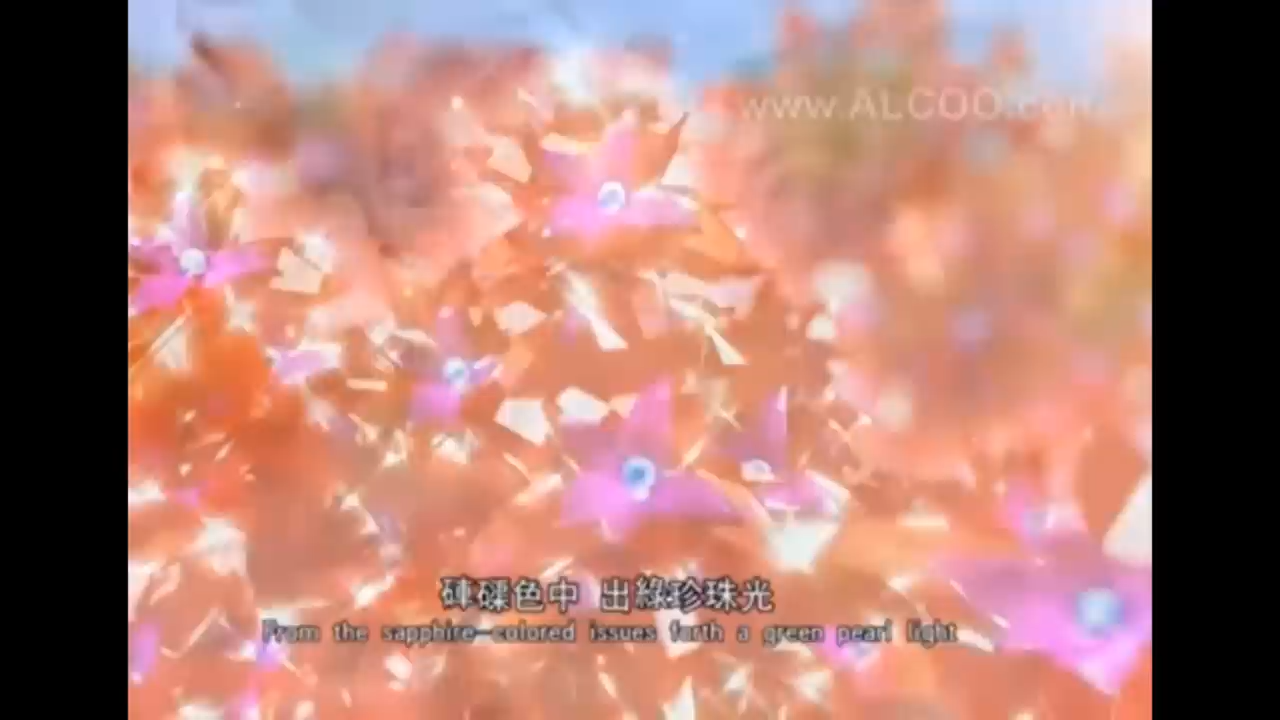 www.ALCOO.com
硨磲色中 出綠珍珠光
From the sapphire-colored issues forth a green pearl light